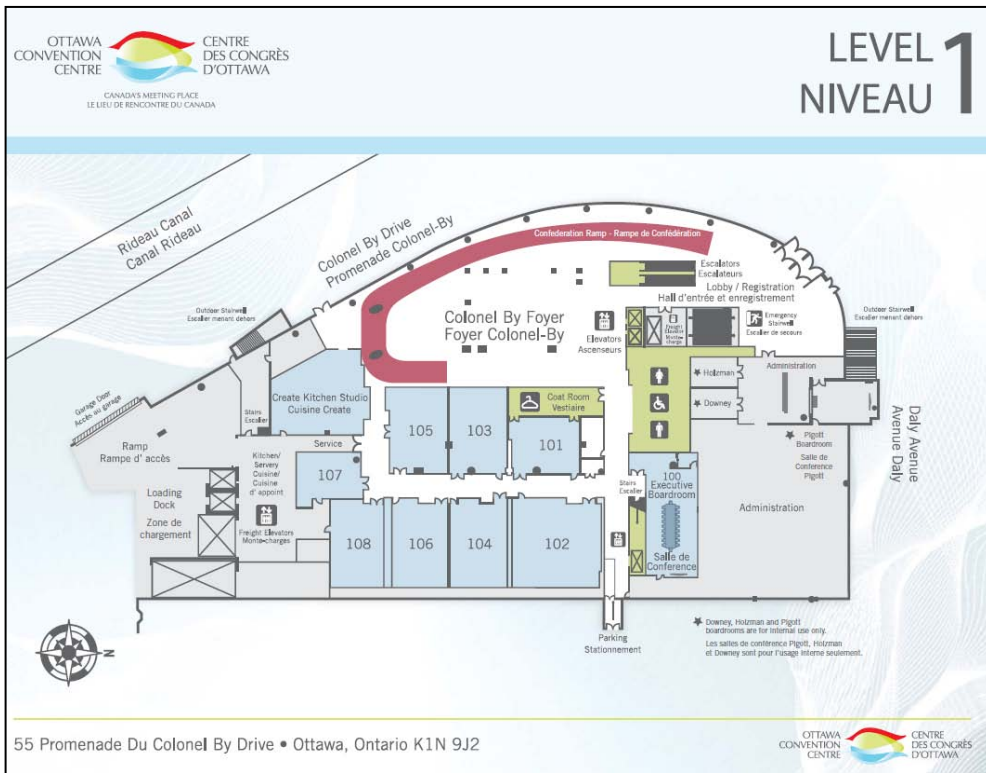 OTTAWA
CONVENTION
CENTRE
CENTRE
DES CONGRÈS
D'OTTAWA
CANADA'S MEETING PLACE
LE LIEU DE RENCONTRE DU CANADA
LEVEL
NIVEAU
1
Rideau Canal
Canal Rideau
Colonel By Drive
Promenade Colonel-By
Confederation Ramp - Rampe de Confédération
Escalators
Escalateurs
Lobby / Registration
Hall d'entrée et enregistrement
Outdoor Stairwell
Escalier menant dehors
Colonel By Foyer
Foyer Colonel-By
Elevators
Ascenseurs
Freight
Elevator
Monte-
charge
Emergency
Stairwell
Escalier de secours
Outdoor Stairwell
Escalier menant dehors
Garage Door
Accès au garage
Create Kitchen Studio
Cuisine Create
Stairs
Escalier
Coat Room
Vestiaire
Holzman
Downey
Administration
Daly Avenue
Avenue Daly
Ramp
Rampe d' accès
Service
Kitchen/
Servery
Cuisine/
Cuisine
d' appoint
105
103
101
107
Pigott
Boardroom
Salle de
Conférence
Pigott
Loading
Dock
Zone de
chargement
Freight Elevators
Monte-charges
Stairs
Escalier
100
Executive
Boardroom
Salle de
Conference
Administration
108
106
104
102
Parking
Stationnement
Downey, Holzman and Pigott
boardrooms are for internal use only.
Les salles de conférence Pigott, Holzman
et Downey sont pour l'usage interne seulement.
N
55 Promenade Du Colonel By Drive • Ottawa, Ontario K1N 9J2
OTTAWA
CONVENTION
CENTRE
CENTRE
DES CONGRÈS
D'OTTAWA